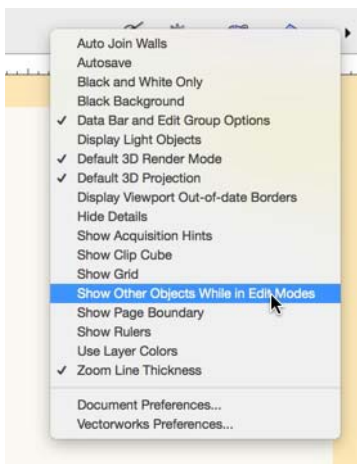 Auto Join Walls
Autosave
Black and White Only
Black Background
✓ Data Bar and Edit Group Options
Display Light Objects
✓ Default 3D Render Mode
✓ Default 3D Projection
Display Viewport Out-of-date Borders
Hide Details
Show Acquisition Hints
Show Clip Cube
Show Grid
Show Other Objects While in Edit Modes
Show Page Boundary
Show Rulers
Use Layer Colors
✓ Zoom Line Thickness
Document Preferences...
Vectorworks Preferences...